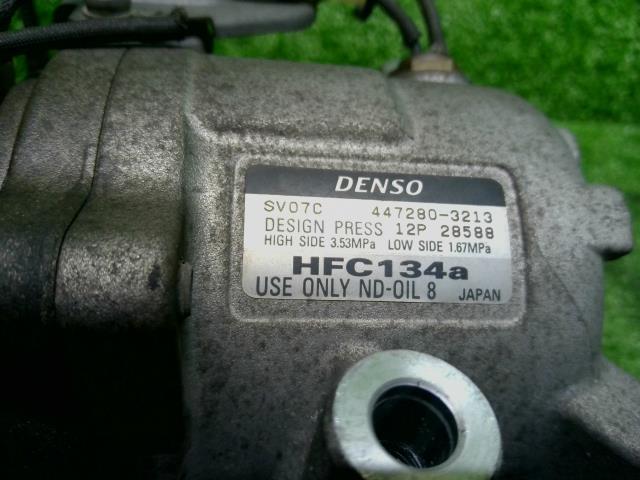 DENSO
SV07C 447280-3213
DESIGN PRESS 12P 28588
HIGH SIDE 3.53MPa LOW SIDE 1.67MPa
HFC134a
USE ONLY ND-OIL 8 JAPAN